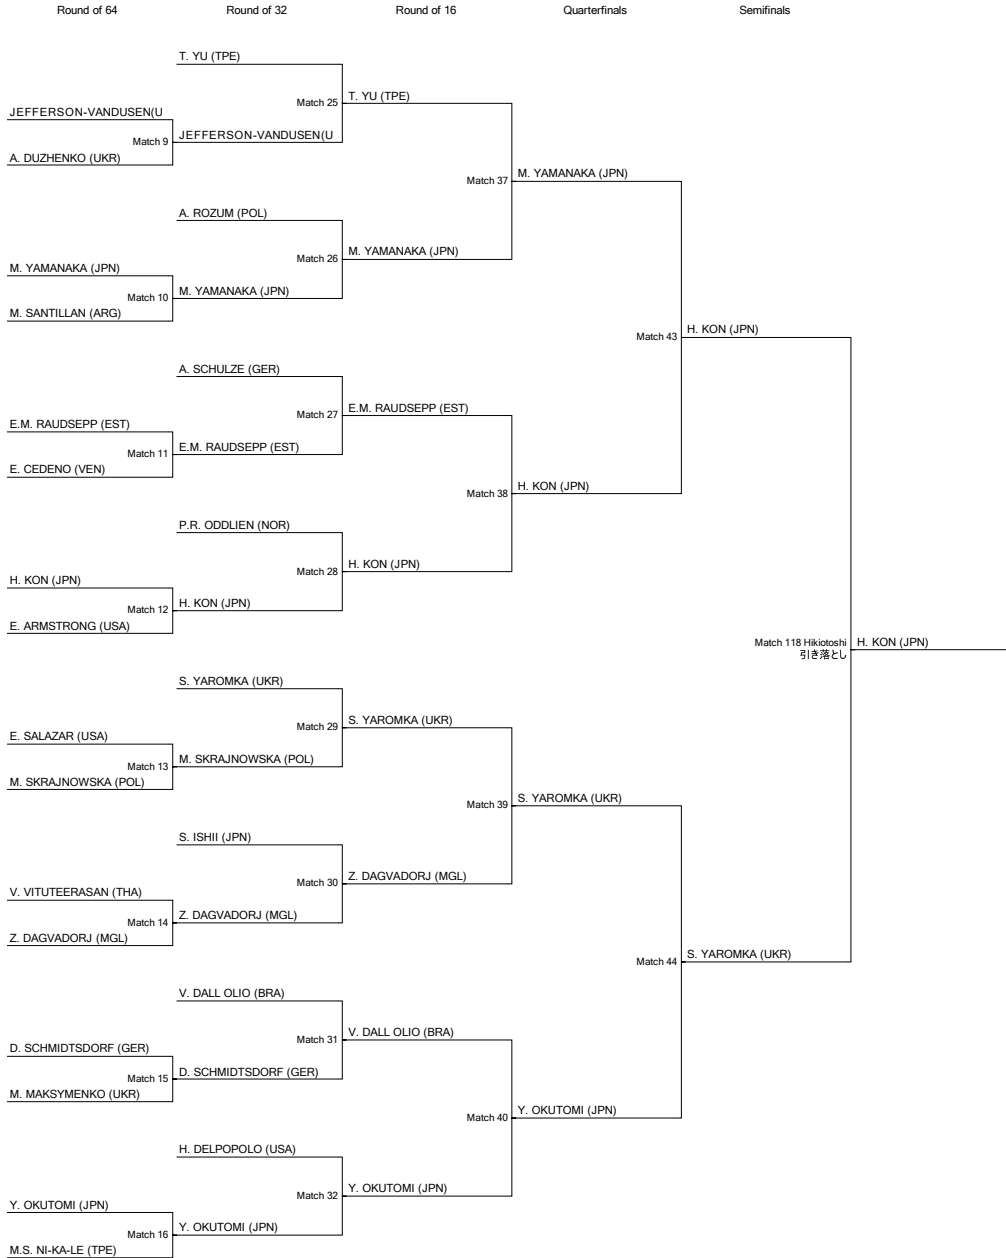 Round of 64 Round of 32 Round of 16 Quarterfinals Semifinals
T. YU (TPE)
Match 25 T. YU (TPE)
JEFFERSON-VANDUSEN(U
Match 9 JEFFERSON-VANDUSEN(U
A. DUZHENKO (UKR)
Match 37 M. YAMANAKA (JPN)
A. ROZUM (POL)
Match 26 M. YAMANAKA (JPN)
M. YAMANAKA (JPN)
Match 10 M. YAMANAKA (JPN)
M. SANTILLAN (ARG)
Match 43 H. KON (JPN)
A. SCHULZE (GER)
Match 27 E.M. RAUDSEPP (EST)
E.M. RAUDSEPP (EST)
Match 11 E.M. RAUDSEPP (EST)
E. CEDENO (VEN)
Match 38 H. KON (JPN)
P.R. ODDLIEN (NOR)
Match 28 H. KON (JPN)
H. KON (JPN)
Match 12 H. KON (JPN)
E. ARMSTRONG (USA)
Match 118 Hikiotoshi H. KON (JPN)
引き落とし
S. YAROMKA (UKR)
Match 29 S. YAROMKA (UKR)
E. SALAZAR (USA)
Match 13 M. SKRAJNOWSKA (POL)
M. SKRAJNOWSKA (POL)
Match 39 S. YAROMKA (UKR)
S. ISHII (JPN)
Match 30 Z. DAGVADORJ (MGL)
V. VITUTEERASAN (THA)
Match 14 Z. DAGVADORJ (MGL)
Z. DAGVADORJ (MGL)
Match 44 S. YAROMKA (UKR)
V. DALL OLIO (BRA)
Match 31 V. DALL OLIO (BRA)
D. SCHMIDTSDORF (GER)
Match 15 D. SCHMIDTSDORF (GER)
M. MAKSYMENKO (UKR)
Match 40 Y. OKUTOMI (JPN)
H. DELPOPOLO (USA)
Match 32 Y. OKUTOMI (JPN)
Y. OKUTOMI (JPN)
Match 16 Y. OKUTOMI (JPN)
M.S. NI-KA-LE (TPE)